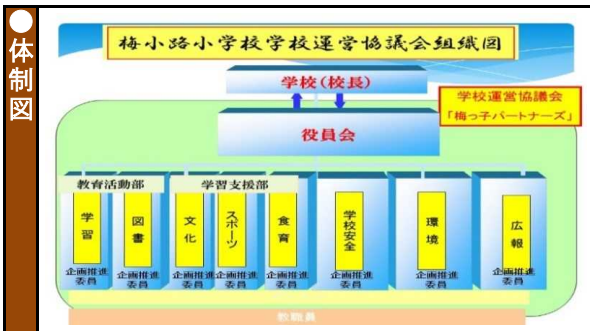 ●体制図
梅小路小学校学校運営協議会組織図
学校(校長)
学校運営協議会
「梅っ子パートナーズ」
役員会
教育活動部
学習支援部
学習
図書
文化
スポーツ
食育
学校安全
環境
広報
企画推進
委員
企画推進
委員
企画推進
委員
企画推進
委員
企画推進
委員
企画推進
委員
企画推進
委員
企画推進
委員
教職員